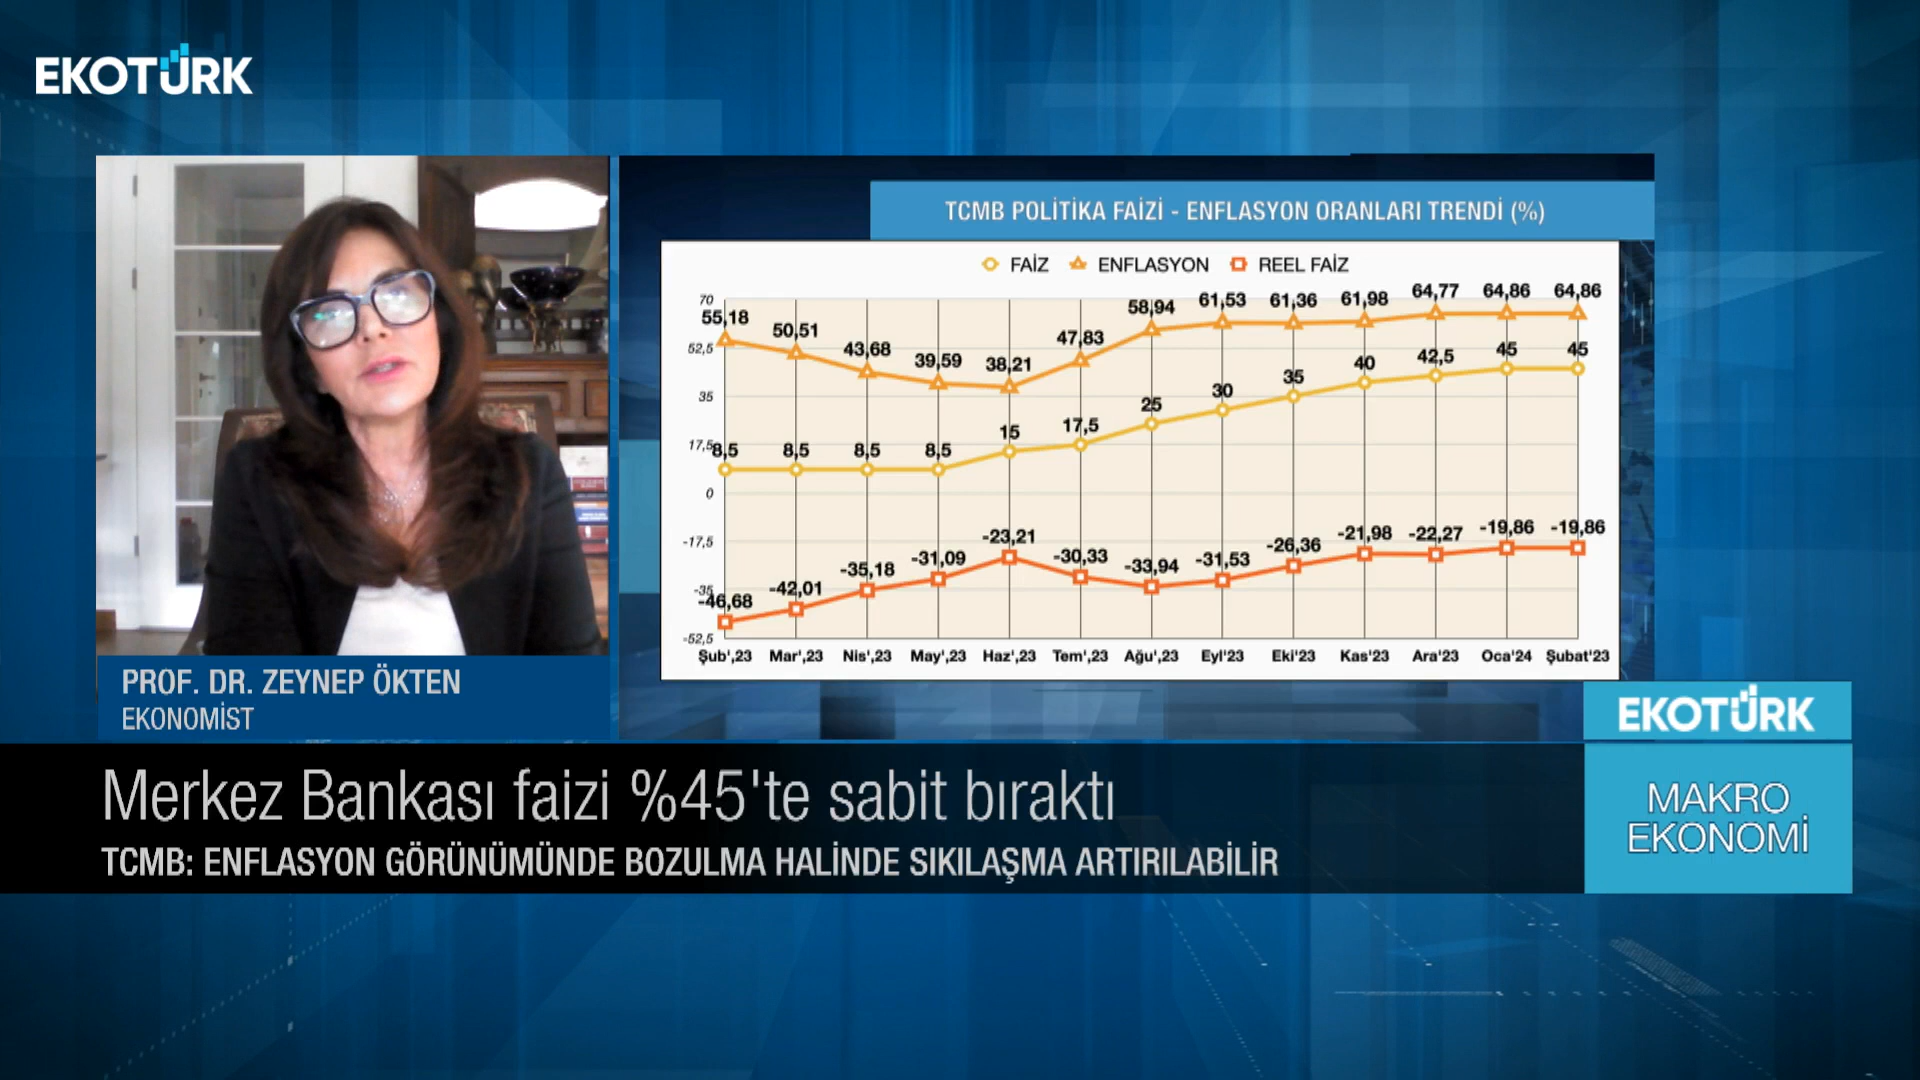 EKOTÜRK
TCMB POLİTİKA FAİZİ - ENFLASYON ORANLARI TRENDİ (%)
FAİZ ENFLASYON REEL FAİZ
70
52,5
35
17,5
0
-17,5
-35
-52,5
55,18 50,51 43,68 39,59 38,21 47,83 58,94 61,53 61,36 61,98 64,77 64,86 64,86
8,5 8,5 8,5 8,5 15 17,5 25 30 35 40 42,5 45 45
-46,68 -42,01 -35,18 -31,09 -23,21 -30,33 -33,94 -31,53 -26,36 -21,98 -22,27 -19,86 -19,86
Şub',23 Mar',23 Nis',23 May',23 Haz',23 Tem',23 Ağu',23 Eyl'23 Eki'23 Kas'23 Ara'23 Oca'24 Şubat'23
PROF. DR. ZEYNEP ÖKTEN
EKONOMİST
EKOTÜRK
Merkez Bankası faizi %45'te sabit bıraktı
TCMB: ENFLASYON GÖRÜNÜMÜNDE BOZULMA HALİNDE SIKILAŞMA ARTIRILABİLİR
MAKRO
EKONOMİ